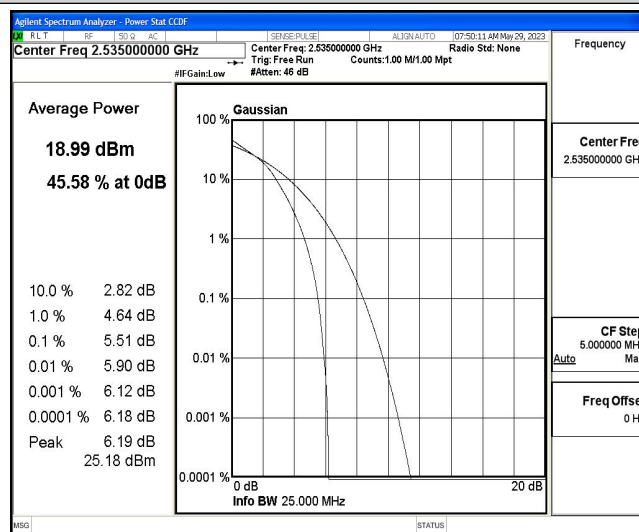 Agilent Spectrum Analyzer - Power Stat CCDF
LXI RL T RF 50 Ω AC SENSE:PULSE ALIGN AUTO 07:50:11 AM May 29, 2023
Center Freq 2.535000000 GHz
Center Freq: 2.535000000 GHz Radio Std: None
Trig: Free Run Counts:1.00 M/1.00 Mpt
#IFGain:Low #Atten: 46 dB
Frequency
Average Power
18.99 dBm
45.58 % at 0dB
10.0 % 2.82 dB
1.0 % 4.64 dB
0.1 % 5.51 dB
0.01 % 5.90 dB
0.001 % 6.12 dB
0.0001 % 6.18 dB
Peak 6.19 dB
25.18 dBm
Gaussian
100 %
10 %
1 %
0.1 %
0.01 %
0.001 %
0.0001 %
0 dB 20 dB
Info BW 25.000 MHz
Center Fre
2.535000000 GH
CF Ste
5.000000 MH
Auto Ma
Freq Offse
0 H
MSG STATUS